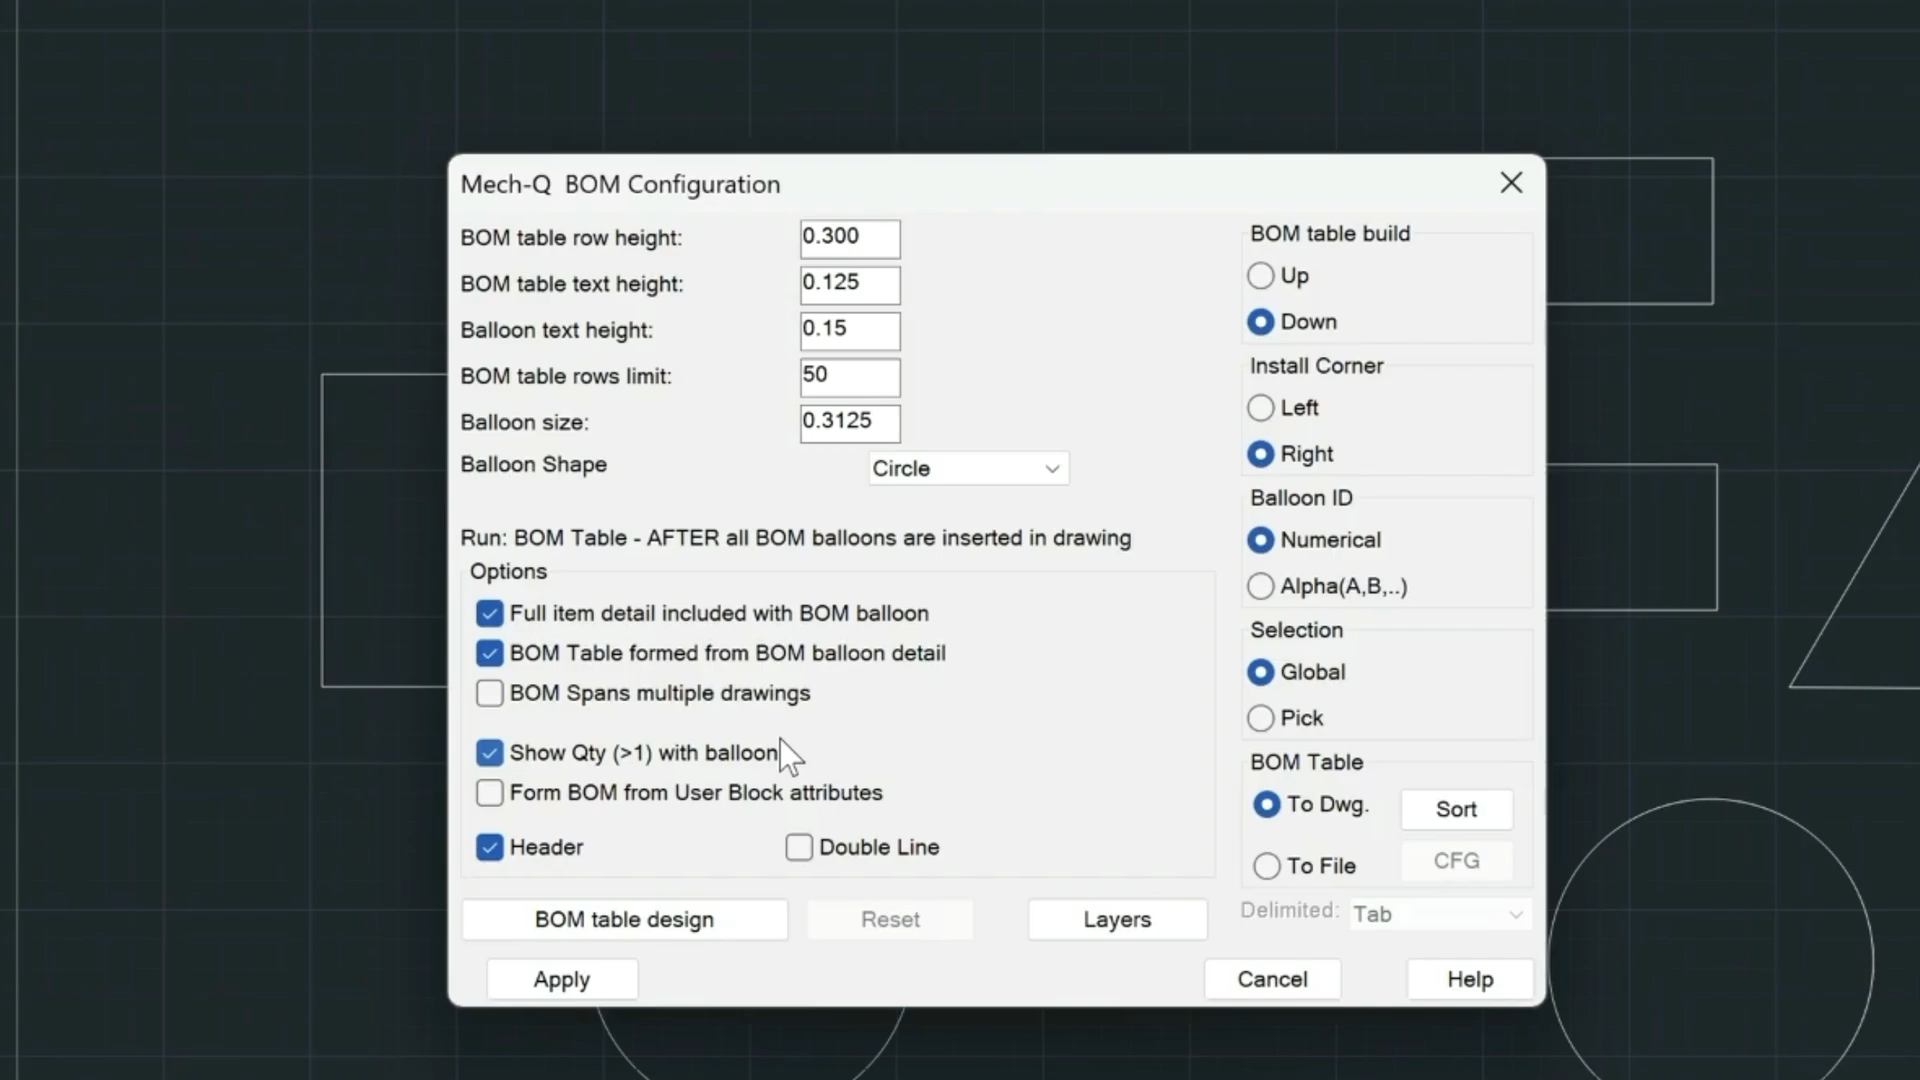 Mech-Q  BOM Configuration
BOM table row height: 0.300
BOM table text height: 0.125
Balloon text height: 0.15
BOM table rows limit: 50
Balloon size: 0.3125
Balloon Shape Circle
Run: BOM Table - AFTER all BOM balloons are inserted in drawing
Options
Full item detail included with BOM balloon
BOM Table formed from BOM balloon detail
BOM Spans multiple drawings
Show Qty (>1) with balloon
Form BOM from User Block attributes
Header Double Line
BOM table design Reset Layers
Apply Cancel Help
BOM table build
Up
Down
Install Corner
Left
Right
Balloon ID
Numerical
Alpha(A,B,..)
Selection
Global
Pick
BOM Table
To Dwg. Sort
To File CFG
Delimited: Tab